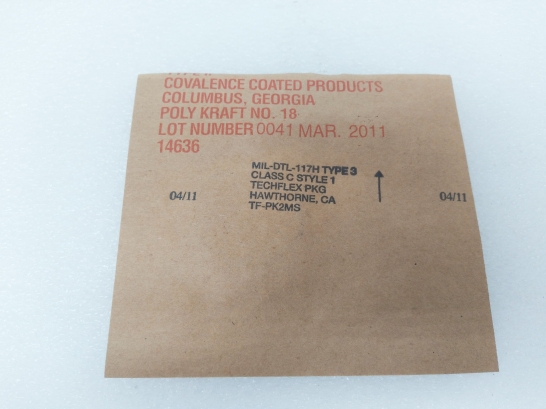 COVALENCE COATED PRODUCTS
COLUMBUS, GEORGIA
POLY KRAFT NO. 18
LOT NUMBER 0041 MAR. 2011
14636
MIL-DTL-117H TYPE 3
CLASS C STYLE 1
TECHFLEX PKG
HAWTHORNE, CA
TF-PK2MS
04/11
04/11